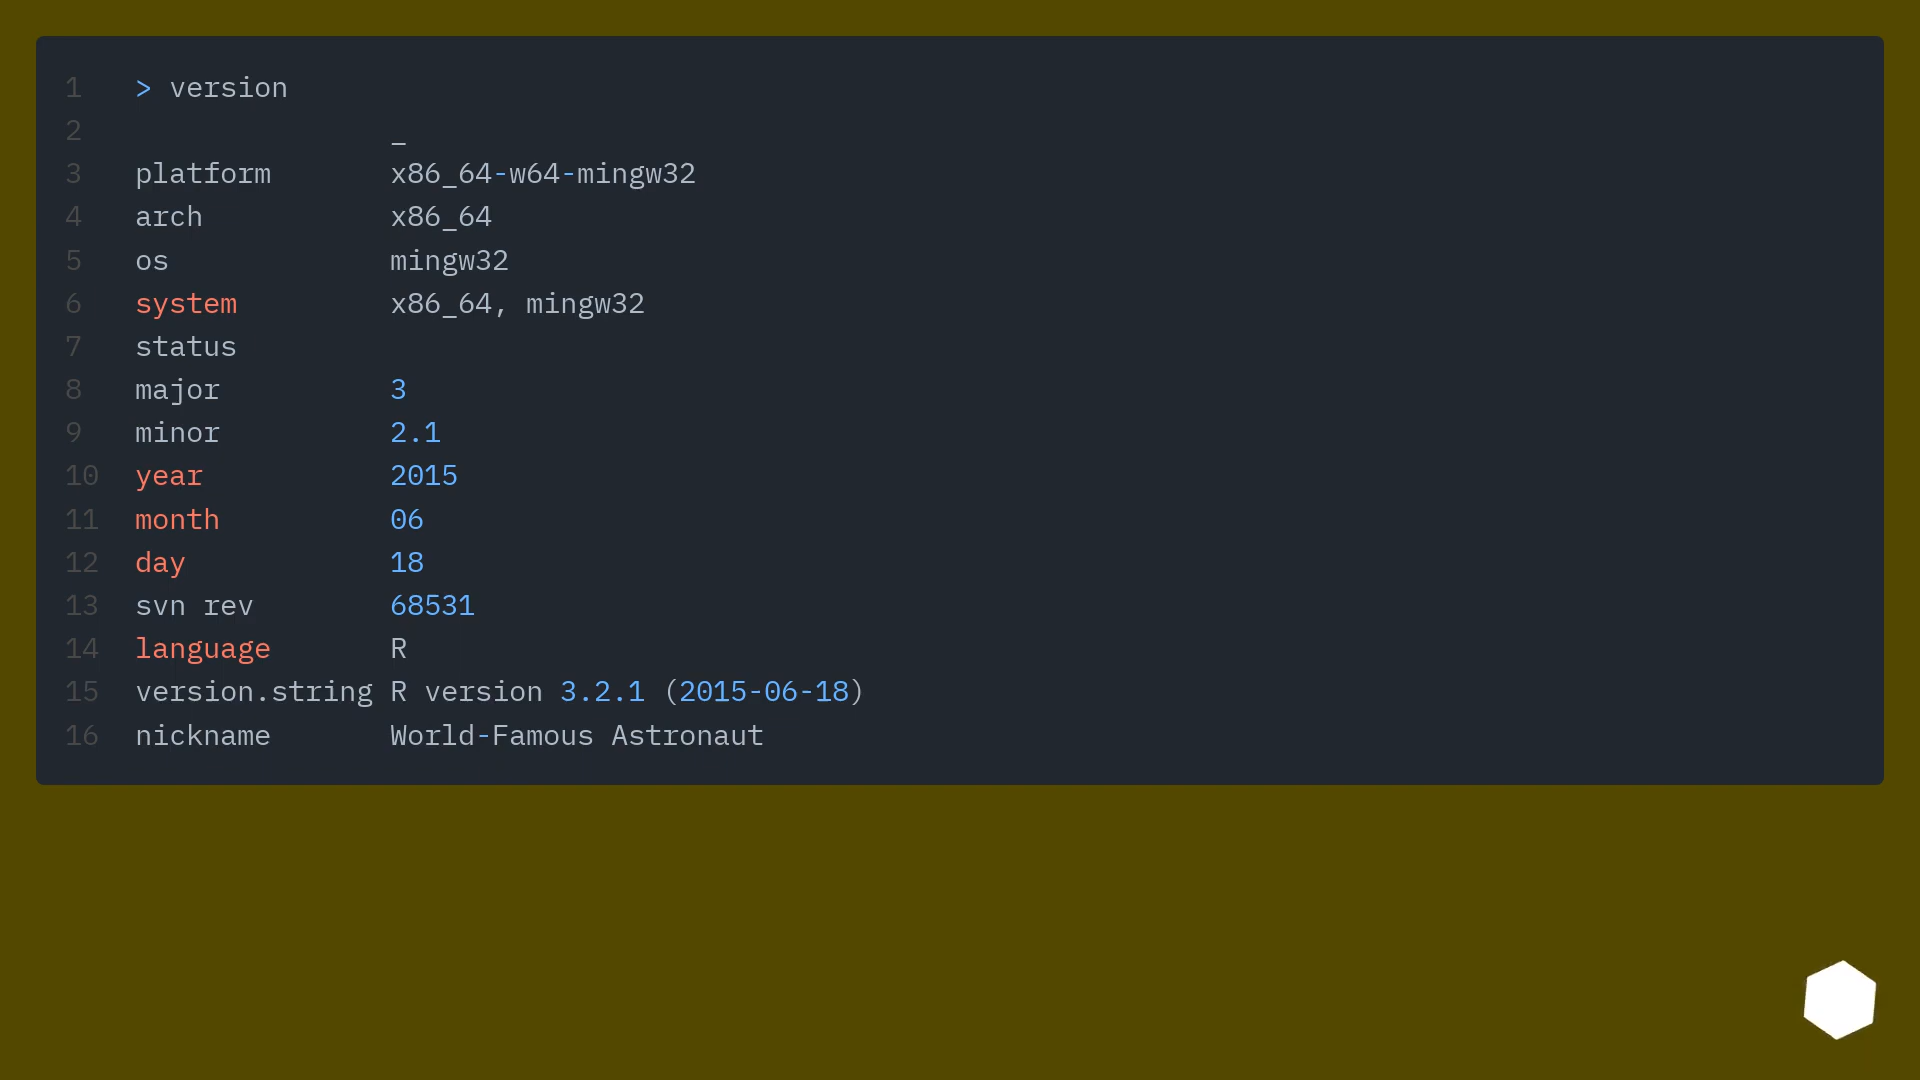 1 > version
2 _
3 platform x86_64-w64-mingw32
4 arch x86_64
5 os mingw32
6 system x86_64, mingw32
7 status
8 major 3
9 minor 2.1
10 year 2015
11 month 06
12 day 18
13 svn rev 68531
14 language R
15 version.string R version 3.2.1 (2015-06-18)
16 nickname World-Famous Astronaut